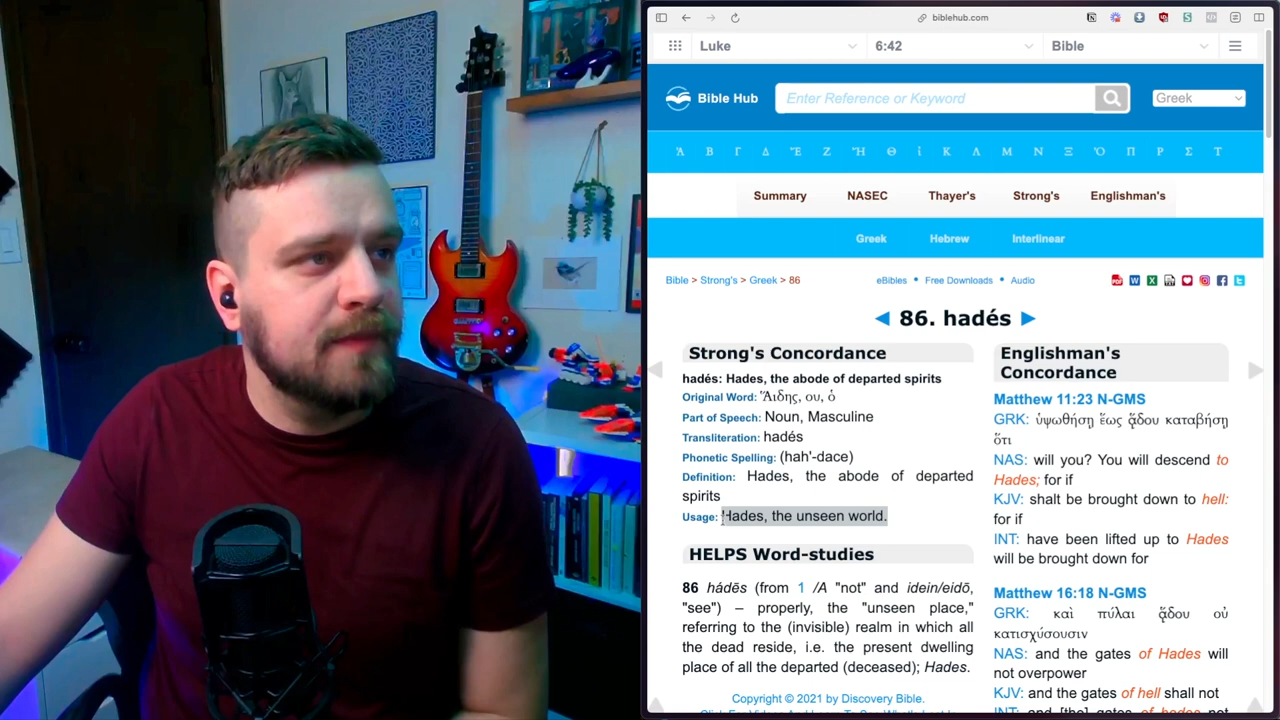 biblehub.com
Luke
6:42
Bible
Bible Hub
Enter Reference or Keyword
Greek
Ἀ Β Γ Δ Ἐ Ζ Ἡ Θ ἰ Κ Λ Μ Ν Ξ Ὀ Π Ρ Σ Τ
Summary NASEC Thayer's Strong's Englishman's
Greek Hebrew Interlinear
Bible > Strong's > Greek > 86
eBibles • Free Downloads • Audio
◄ 86. hadés ►
Strong's Concordance
hadés: Hades, the abode of departed spirits
Original Word: Ἅιδης, ου, ὁ
Part of Speech: Noun, Masculine
Transliteration: hadés
Phonetic Spelling: (hah'-dace)
Definition: Hades, the abode of departed
spirits
Usage: Hades, the unseen world.
HELPS Word-studies
86 hádēs (from 1 /A "not" and idein/eidō,
"see") – properly, the "unseen place,"
referring to the (invisible) realm in which all
the dead reside, i.e. the present dwelling
place of all the departed (deceased); Hades.
Copyright © 2021 by Discovery Bible.
Englishman's
Concordance
Matthew 11:23 N-GMS
GRK: ὑψωθήσῃ ἕως ᾅδου καταβήσῃ
ὅτι
NAS: will you? You will descend to
Hades; for if
KJV: shalt be brought down to hell:
for if
INT: have been lifted up to Hades
will be brought down for
Matthew 16:18 N-GMS
GRK: καὶ πύλαι ᾅδου οὐ
κατισχύσουσιν
NAS: and the gates of Hades will
not overpower
KJV: and the gates of hell shall not
INT: and [the] gates of hades not